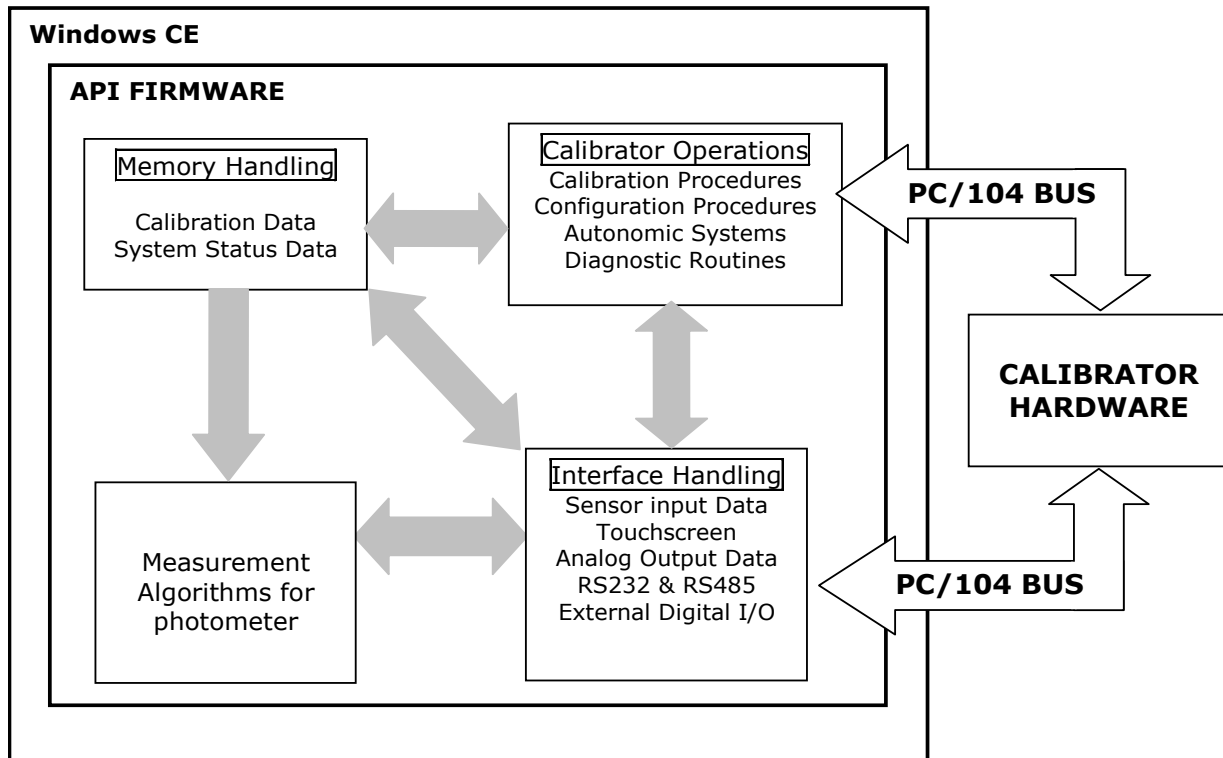 Windows CE
API FIRMWARE
Memory Handling
Calibration Data
System Status Data
Calibrator Operations
Calibration Procedures
Configuration Procedures
Autonomic Systems
Diagnostic Routines
PC/104 BUS
CALIBRATOR
HARDWARE
Measurement
Algorithms for
photometer
Interface Handling
Sensor input Data
Touchscreen
Analog Output Data
RS232 & RS485
External Digital I/O
PC/104 BUS